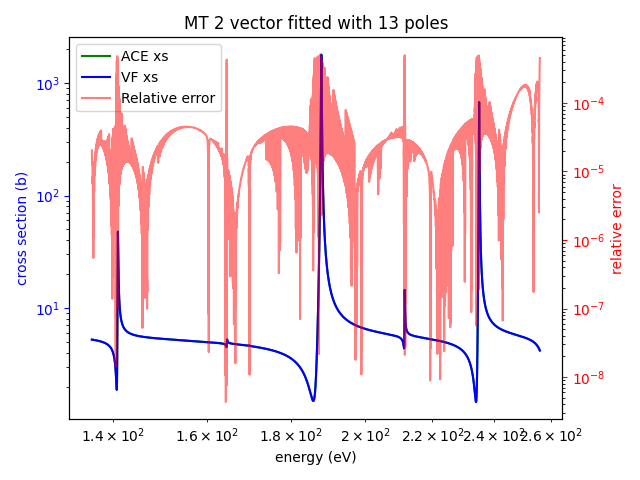 MT 2 vector fitted with 13 poles
ACE xs
VF xs
Relative error
cross section (b)
10³
10²
10¹
relative error
10⁻⁴
10⁻⁵
10⁻⁶
10⁻⁷
10⁻⁸
1.4 × 10² 1.6 × 10² 1.8 × 10² 2 × 10² 2.2 × 10² 2.4 × 10² 2.6 × 10²
energy (eV)